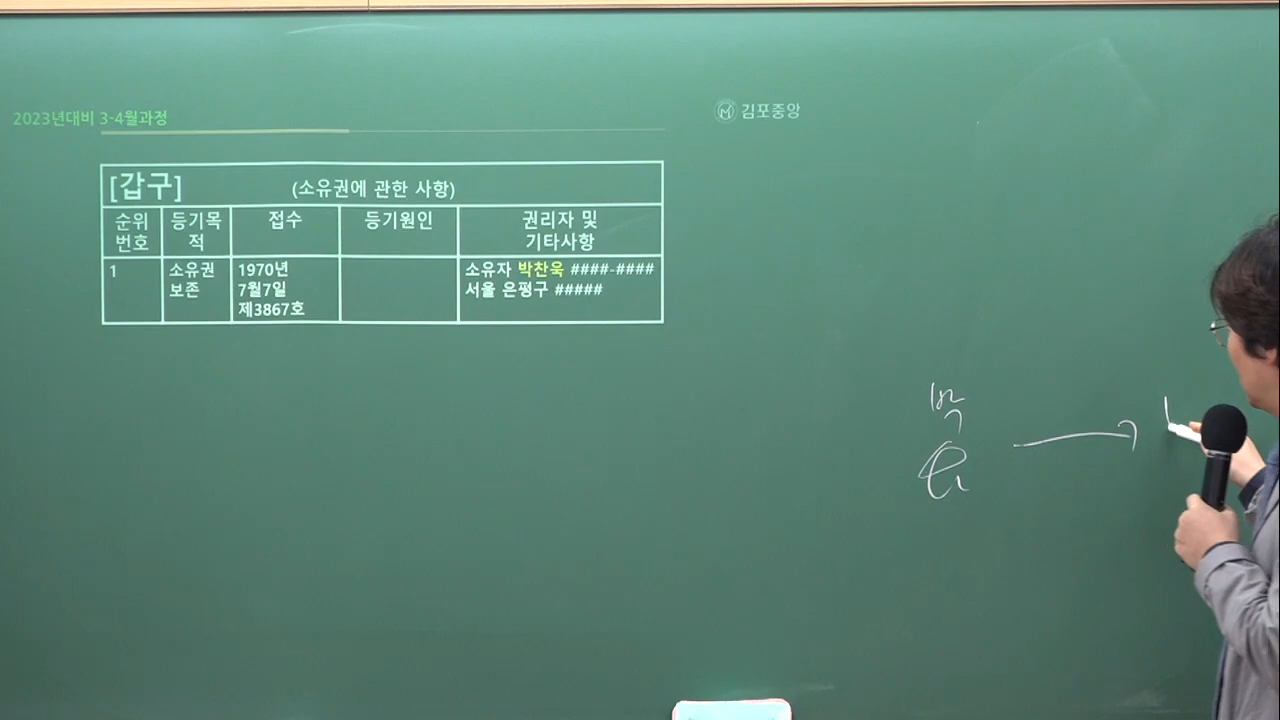 2023년대비 3-4월과정
김포중앙
[갑구] (소유권에 관한 사항)
순위번호 등기목적 접수 등기원인 권리자 및 기타사항
1 소유권보존 1970년 7월7일 제3867호 소유자 박찬욱 ####-#### 서울 은평구 #####
박